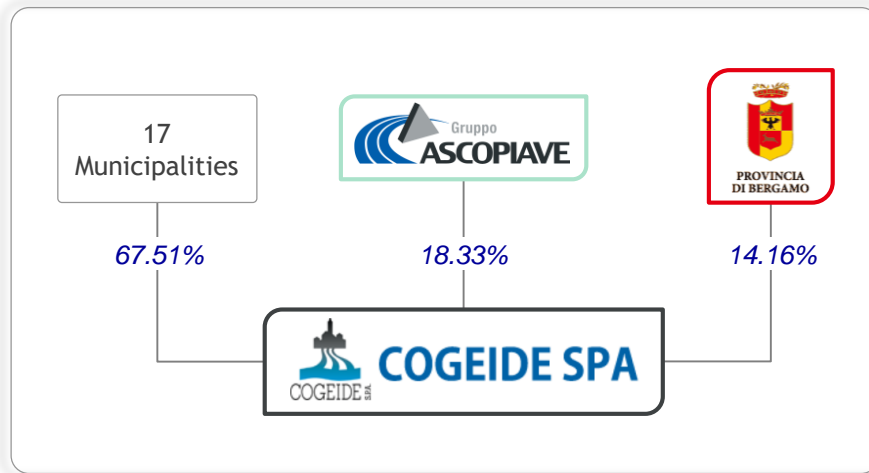 17
Municipalities
Gruppo
ASCOPIAVE
PROVINCIA
DI BERGAMO
67.51%
18.33%
14.16%
COGEIDE S.P.A.
COGEIDE SPA